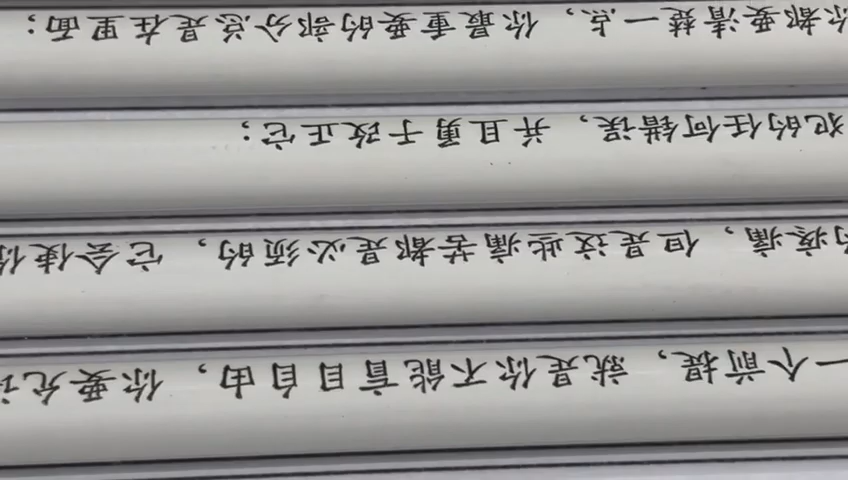 一个前提，就是你不能盲目自由，你要允
疼痛，但是这些痛苦都是必须的，它会使你
犯的任何错误，并且勇于改正它；
你都要清楚一点，你最重要的部分总是在里面；